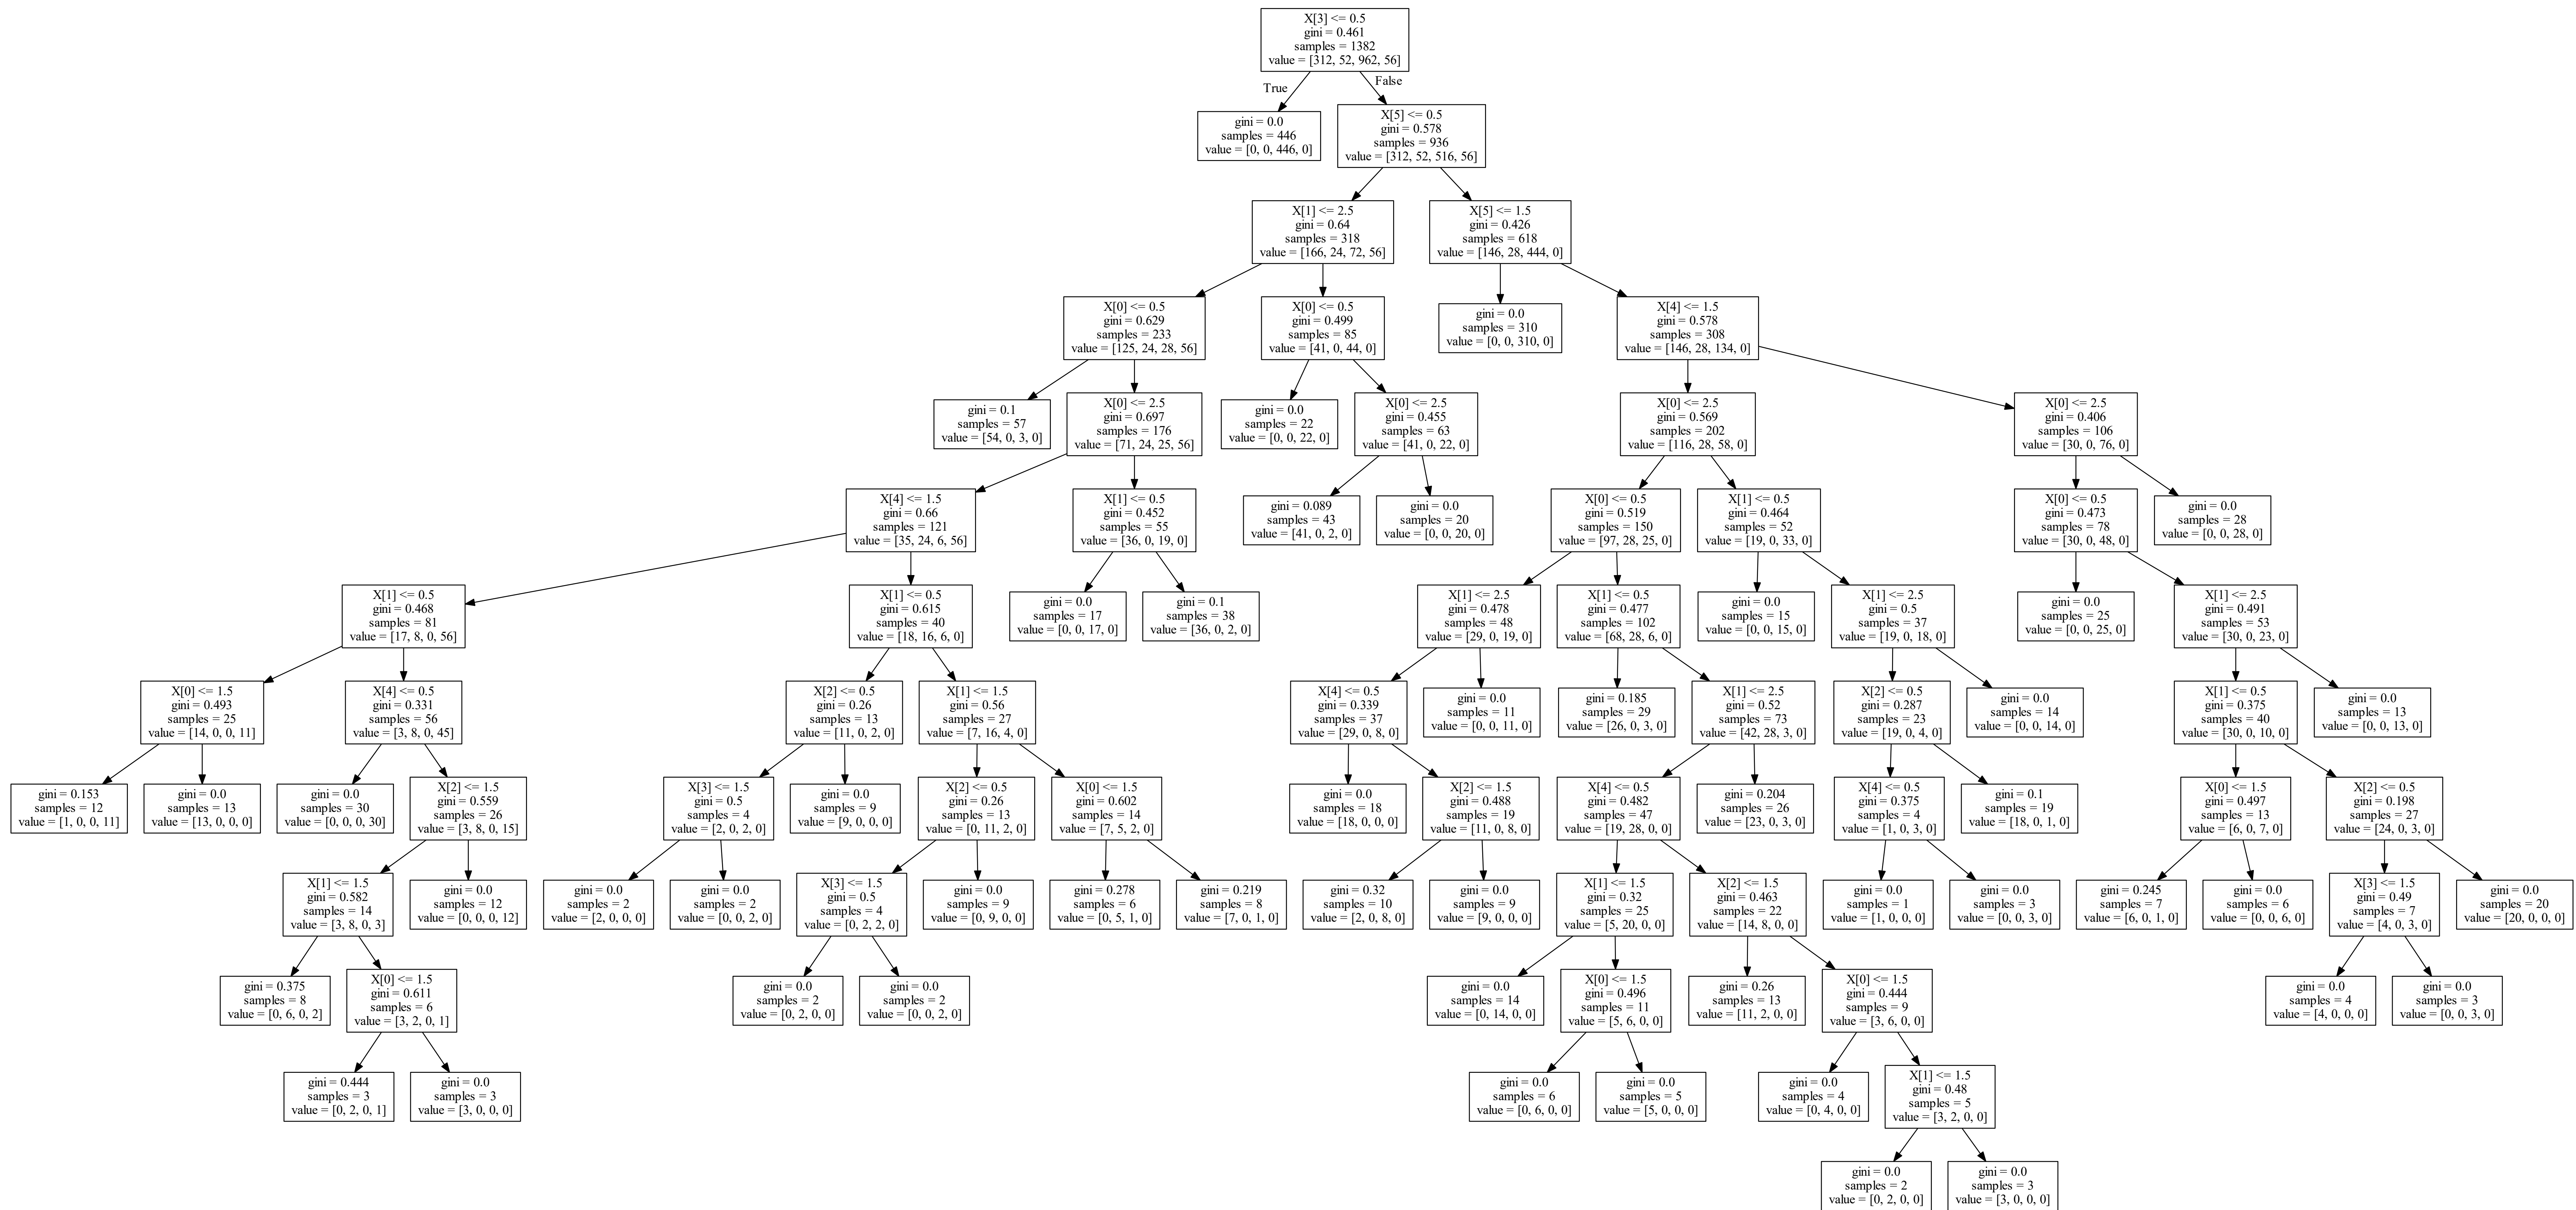 X[3] <= 0.5
gini = 0.461
samples = 1382
value = [312, 52, 962, 56]
True
False
gini = 0.0
samples = 446
value = [0, 0, 446, 0]
X[5] <= 0.5
gini = 0.578
samples = 936
value = [312, 52, 516, 56]
X[1] <= 2.5
gini = 0.64
samples = 318
value = [166, 24, 72, 56]
X[5] <= 1.5
gini = 0.426
samples = 618
value = [146, 28, 444, 0]
X[0] <= 0.5
gini = 0.629
samples = 233
value = [125, 24, 28, 56]
X[0] <= 0.5
gini = 0.499
samples = 85
value = [41, 0, 44, 0]
gini = 0.0
samples = 310
value = [0, 0, 310, 0]
X[4] <= 1.5
gini = 0.578
samples = 308
value = [146, 28, 134, 0]
gini = 0.1
samples = 57
value = [54, 0, 3, 0]
X[0] <= 2.5
gini = 0.697
samples = 176
value = [71, 24, 25, 56]
gini = 0.0
samples = 22
value = [0, 0, 22, 0]
X[0] <= 2.5
gini = 0.455
samples = 63
value = [41, 0, 22, 0]
X[0] <= 2.5
gini = 0.569
samples = 202
value = [116, 28, 58, 0]
X[0] <= 2.5
gini = 0.406
samples = 106
value = [30, 0, 76, 0]
X[4] <= 1.5
gini = 0.66
samples = 121
value = [35, 24, 6, 56]
X[1] <= 0.5
gini = 0.452
samples = 55
value = [36, 0, 19, 0]
gini = 0.089
samples = 43
value = [41, 0, 2, 0]
gini = 0.0
samples = 20
value = [0, 0, 20, 0]
X[0] <= 0.5
gini = 0.519
samples = 150
value = [97, 28, 25, 0]
X[1] <= 0.5
gini = 0.464
samples = 52
value = [19, 0, 33, 0]
X[0] <= 0.5
gini = 0.473
samples = 78
value = [30, 0, 48, 0]
gini = 0.0
samples = 28
value = [0, 0, 28, 0]
X[1] <= 0.5
gini = 0.468
samples = 81
value = [17, 8, 0, 56]
X[1] <= 0.5
gini = 0.615
samples = 40
value = [18, 16, 6, 0]
gini = 0.0
samples = 17
value = [0, 0, 17, 0]
gini = 0.1
samples = 38
value = [36, 0, 2, 0]
X[1] <= 2.5
gini = 0.478
samples = 48
value = [29, 0, 19, 0]
X[1] <= 0.5
gini = 0.477
samples = 102
value = [68, 28, 6, 0]
gini = 0.0
samples = 15
value = [0, 0, 15, 0]
X[1] <= 2.5
gini = 0.5
samples = 37
value = [19, 0, 18, 0]
gini = 0.0
samples = 25
value = [0, 0, 25, 0]
X[1] <= 2.5
gini = 0.491
samples = 53
value = [30, 0, 23, 0]
X[0] <= 1.5
gini = 0.493
samples = 25
value = [14, 0, 0, 11]
X[4] <= 0.5
gini = 0.331
samples = 56
value = [3, 8, 0, 45]
X[2] <= 0.5
gini = 0.26
samples = 13
value = [11, 0, 2, 0]
X[1] <= 1.5
gini = 0.56
samples = 27
value = [7, 16, 4, 0]
X[4] <= 0.5
gini = 0.339
samples = 37
value = [29, 0, 8, 0]
gini = 0.0
samples = 11
value = [0, 0, 11, 0]
gini = 0.185
samples = 29
value = [26, 0, 3, 0]
X[1] <= 2.5
gini = 0.52
samples = 73
value = [42, 28, 3, 0]
X[2] <= 0.5
gini = 0.287
samples = 23
value = [19, 0, 4, 0]
gini = 0.0
samples = 14
value = [0, 0, 14, 0]
X[1] <= 0.5
gini = 0.375
samples = 40
value = [30, 0, 10, 0]
gini = 0.0
samples = 13
value = [0, 0, 13, 0]
gini = 0.153
samples = 12
value = [1, 0, 0, 11]
gini = 0.0
samples = 13
value = [13, 0, 0, 0]
gini = 0.0
samples = 30
value = [0, 0, 0, 30]
X[2] <= 1.5
gini = 0.559
samples = 26
value = [3, 8, 0, 15]
X[3] <= 1.5
gini = 0.5
samples = 4
value = [2, 0, 2, 0]
gini = 0.0
samples = 9
value = [9, 0, 0, 0]
X[2] <= 0.5
gini = 0.26
samples = 13
value = [0, 11, 2, 0]
X[0] <= 1.5
gini = 0.602
samples = 14
value = [7, 5, 2, 0]
gini = 0.0
samples = 18
value = [18, 0, 0, 0]
X[2] <= 1.5
gini = 0.488
samples = 19
value = [11, 0, 8, 0]
X[4] <= 0.5
gini = 0.482
samples = 47
value = [19, 28, 0, 0]
gini = 0.204
samples = 26
value = [23, 0, 3, 0]
X[4] <= 0.5
gini = 0.375
samples = 4
value = [1, 0, 3, 0]
gini = 0.1
samples = 19
value = [18, 0, 1, 0]
X[0] <= 1.5
gini = 0.497
samples = 13
value = [6, 0, 7, 0]
X[2] <= 0.5
gini = 0.198
samples = 27
value = [24, 0, 3, 0]
X[1] <= 1.5
gini = 0.582
samples = 14
value = [3, 8, 0, 3]
gini = 0.0
samples = 12
value = [0, 0, 0, 12]
gini = 0.0
samples = 2
value = [2, 0, 0, 0]
gini = 0.0
samples = 2
value = [0, 0, 2, 0]
X[3] <= 1.5
gini = 0.5
samples = 4
value = [0, 2, 2, 0]
gini = 0.0
samples = 9
value = [0, 9, 0, 0]
gini = 0.278
samples = 6
value = [0, 5, 1, 0]
gini = 0.219
samples = 8
value = [7, 0, 1, 0]
gini = 0.32
samples = 10
value = [2, 0, 8, 0]
gini = 0.0
samples = 9
value = [9, 0, 0, 0]
X[1] <= 1.5
gini = 0.32
samples = 25
value = [5, 20, 0, 0]
X[2] <= 1.5
gini = 0.463
samples = 22
value = [14, 8, 0, 0]
gini = 0.0
samples = 1
value = [1, 0, 0, 0]
gini = 0.0
samples = 3
value = [0, 0, 3, 0]
gini = 0.245
samples = 7
value = [6, 0, 1, 0]
gini = 0.0
samples = 6
value = [0, 0, 6, 0]
X[3] <= 1.5
gini = 0.49
samples = 7
value = [4, 0, 3, 0]
gini = 0.0
samples = 20
value = [20, 0, 0, 0]
gini = 0.375
samples = 8
value = [0, 6, 0, 2]
X[0] <= 1.5
gini = 0.611
samples = 6
value = [3, 2, 0, 1]
gini = 0.0
samples = 2
value = [0, 2, 0, 0]
gini = 0.0
samples = 2
value = [0, 0, 2, 0]
gini = 0.0
samples = 14
value = [0, 14, 0, 0]
X[0] <= 1.5
gini = 0.496
samples = 11
value = [5, 6, 0, 0]
gini = 0.26
samples = 13
value = [11, 2, 0, 0]
X[0] <= 1.5
gini = 0.444
samples = 9
value = [3, 6, 0, 0]
gini = 0.0
samples = 4
value = [4, 0, 0, 0]
gini = 0.0
samples = 3
value = [0, 0, 3, 0]
gini = 0.444
samples = 3
value = [0, 2, 0, 1]
gini = 0.0
samples = 3
value = [3, 0, 0, 0]
gini = 0.0
samples = 6
value = [0, 6, 0, 0]
gini = 0.0
samples = 5
value = [5, 0, 0, 0]
gini = 0.0
samples = 4
value = [0, 4, 0, 0]
X[1] <= 1.5
gini = 0.48
samples = 5
value = [3, 2, 0, 0]
gini = 0.0
samples = 2
value = [0, 2, 0, 0]
gini = 0.0
samples = 3
value = [3, 0, 0, 0]